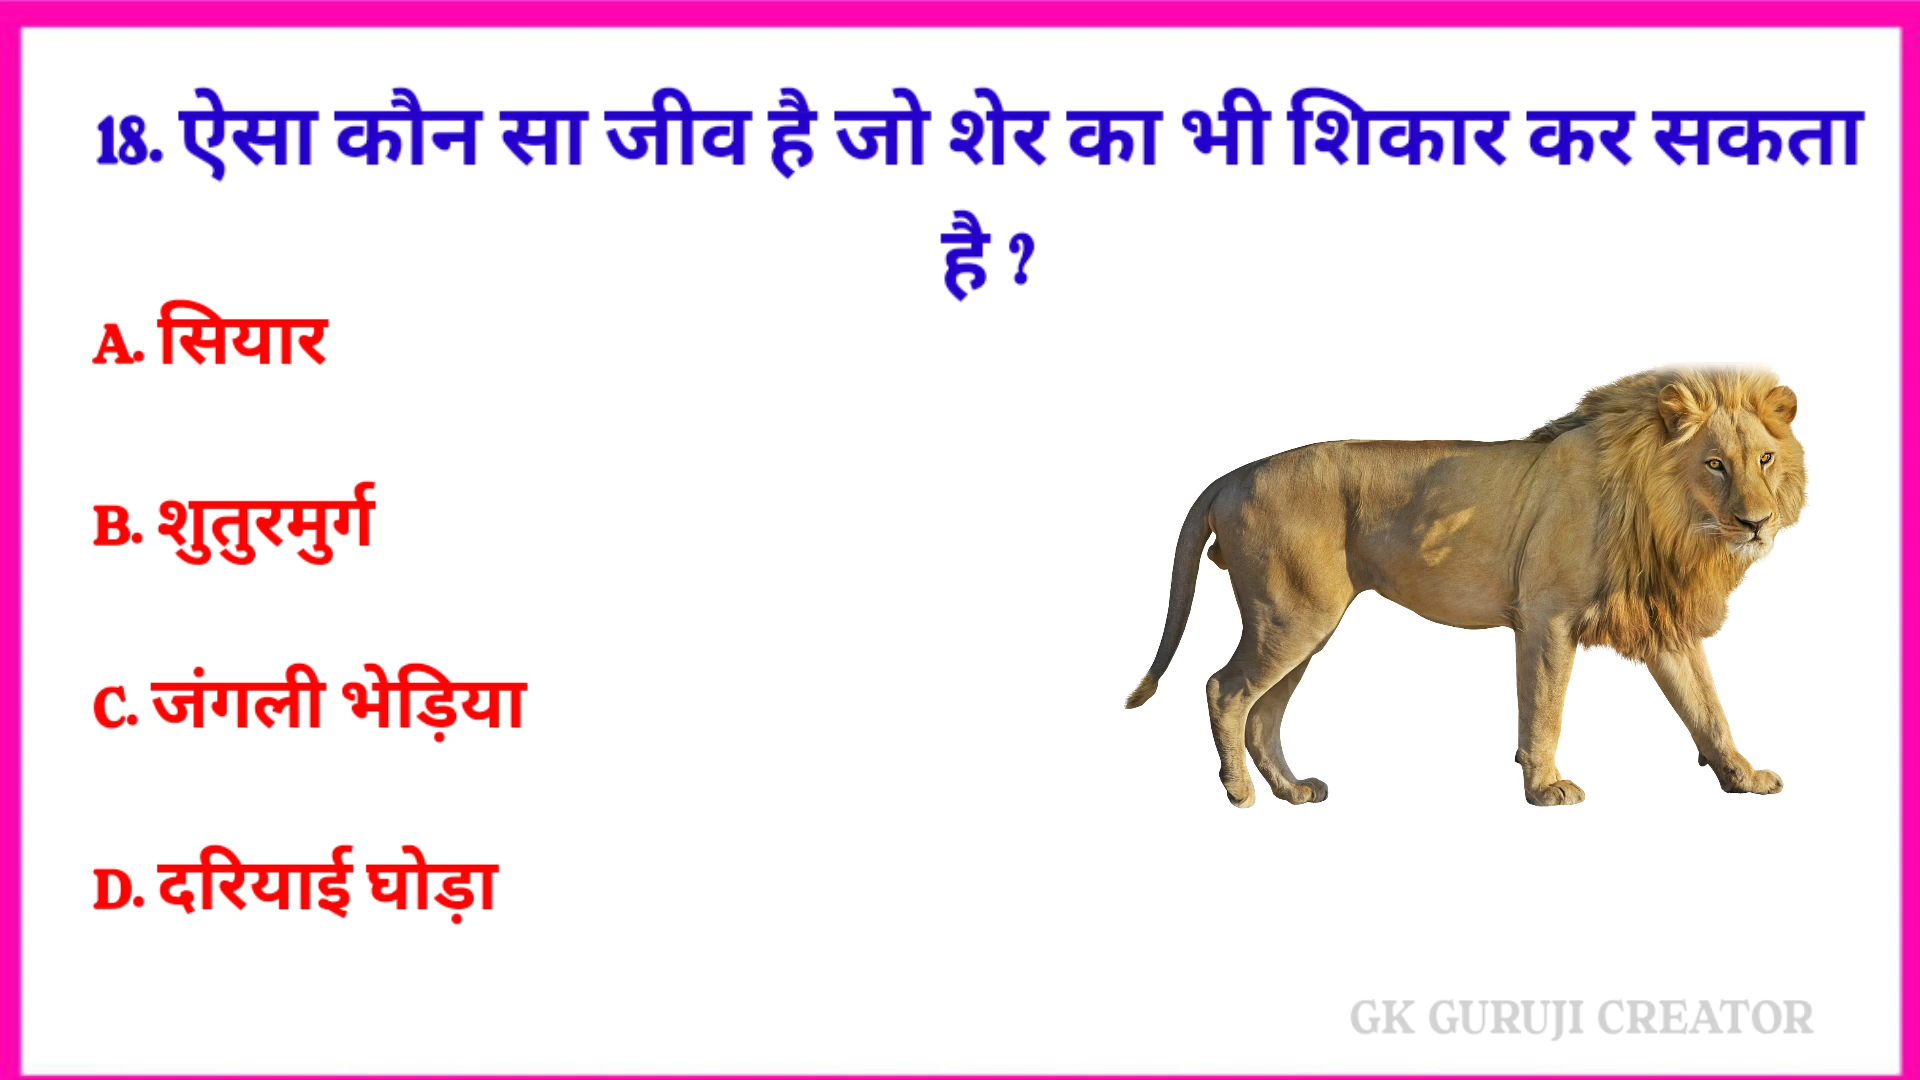 18. ऐसा कौन सा जीव है जो शेर का भी शिकार कर सकता
है ?
A. सियार
B. शुतुरमुर्ग
C. जंगली भेड़िया
D. दरियाई घोड़ा
GK GURUJI CREATOR